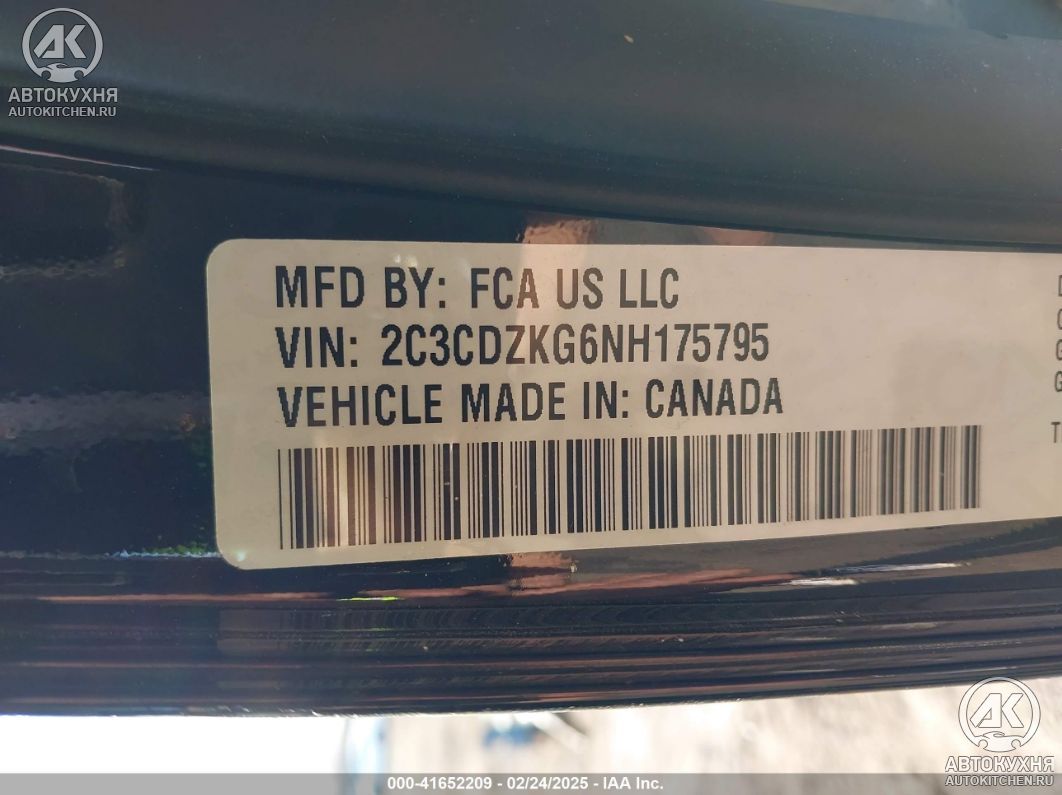 AK
АВТОКУХНЯ
AUTOKITCHEN.RU
MFD BY: FCA US LLC
VIN: 2C3CDZKG6NH175795
VEHICLE MADE IN: CANADA
T
AK
АВТОКУХНЯ
AUTOKITCHEN.RU
000-41652209 - 02/24/2025 - IAA Inc.